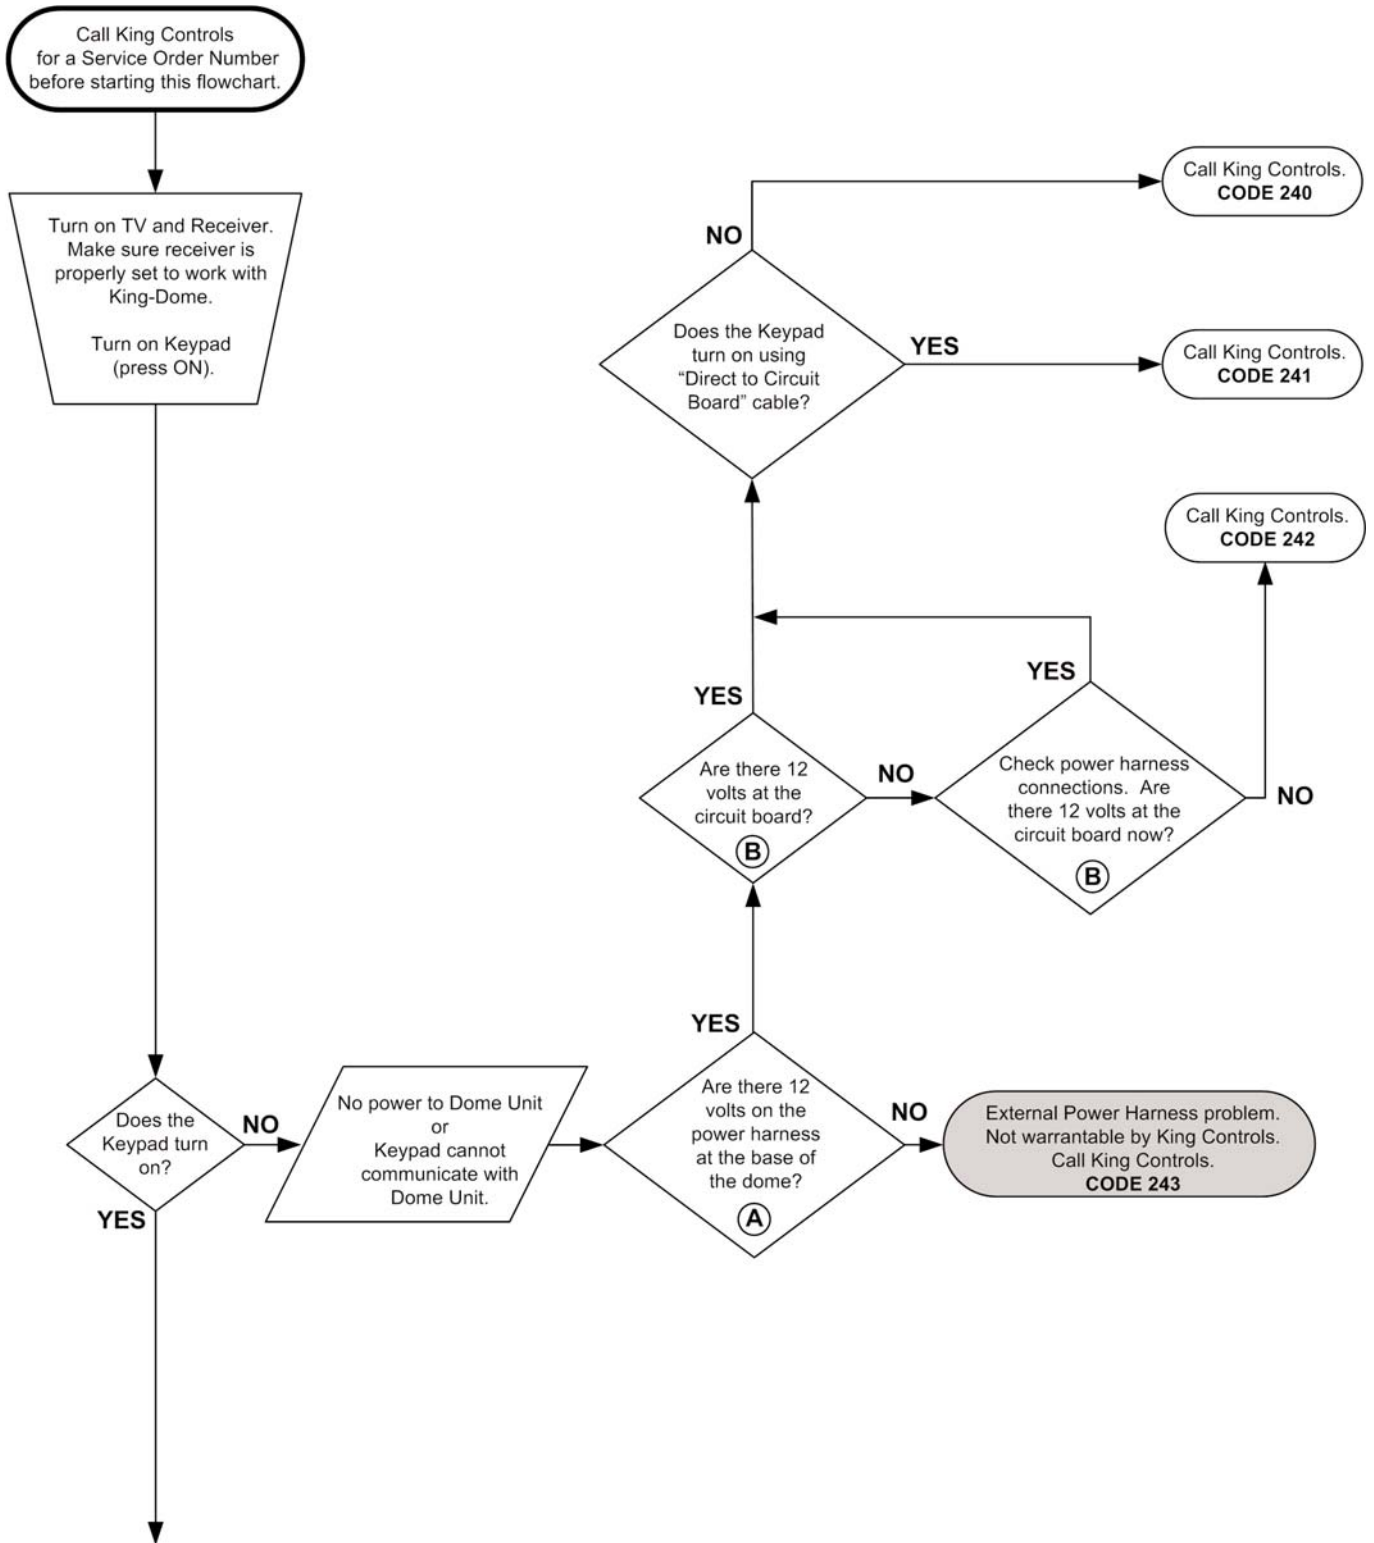 Call King Controls
for a Service Order Number
before starting this flowchart.
Turn on TV and Receiver.
Make sure receiver is
properly set to work with
King-Dome.
Turn on Keypad
(press ON).
Call King Controls.
CODE 240
NO
Does the Keypad
turn on using
“Direct to Circuit
Board” cable?
YES
Call King Controls.
CODE 241
Call King Controls.
CODE 242
YES
YES
Are there 12
volts at the
circuit board?
B
NO
Check power harness
connections. Are
there 12 volts at the
circuit board now?
B
NO
YES
Does the
Keypad turn
on?
NO
YES
No power to Dome Unit
or
Keypad cannot
communicate with
Dome Unit.
Are there 12
volts on the
power harness
at the base of
the dome?
A
NO
External Power Harness problem.
Not warrantable by King Controls.
Call King Controls.
CODE 243